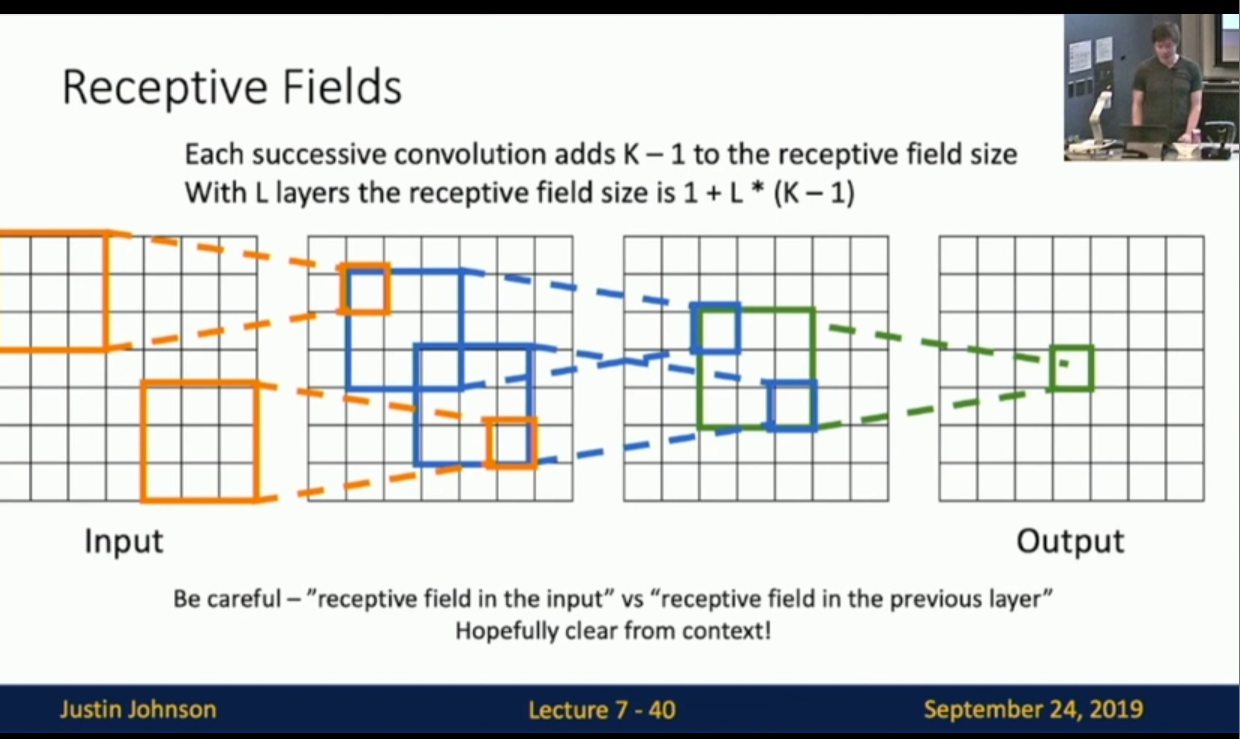 Receptive Fields
Each successive convolution adds K – 1 to the receptive field size
With L layers the receptive field size is 1 + L * (K – 1)
Input
Output
Be careful – ”receptive field in the input” vs “receptive field in the previous layer”
Hopefully clear from context!
Justin Johnson
Lecture 7 - 40
September 24, 2019